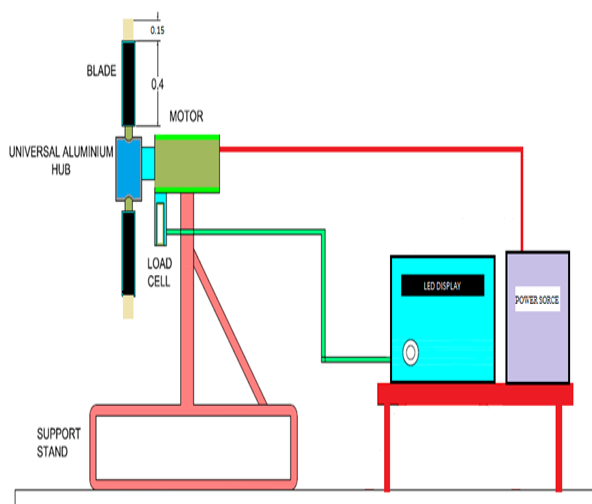 0.15
BLADE
0.4
MOTOR
UNIVERSAL ALUMINIUM
HUB
LOAD
CELL
LED DISPLAY
POWER SORCE
SUPPORT
STAND